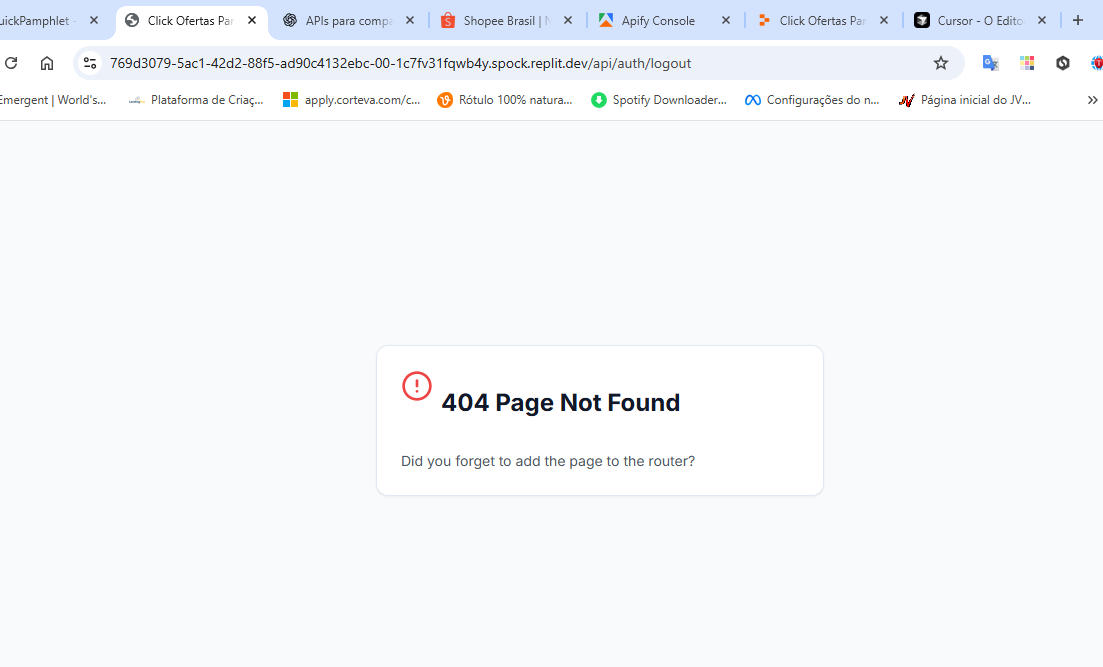 uickPamphlet -
Click Ofertas Par
APIs para compa
Shopee Brasil | N
Apify Console
Click Ofertas Par
Cursor - O Edito
769d3079-5ac1-42d2-88f5-ad90c4132ebc-00-1c7fv31fqwb4y.spock.replit.dev/api/auth/logout
Emergent | World's...
Plataforma de Criaç...
apply.corteva.com/c...
Rótulo 100% natura...
Spotify Downloader...
Configurações do n...
Página inicial do JV...
404 Page Not Found
Did you forget to add the page to the router?